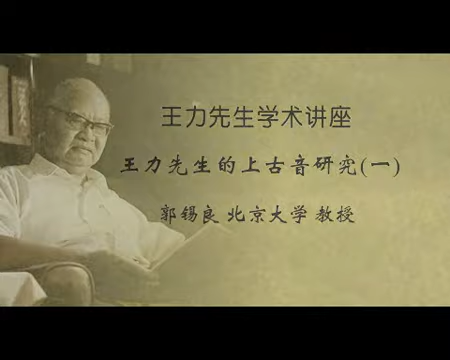 王力先生学术讲座
王力先生的上古音研究(一)
郭锡良 北京大学 教授